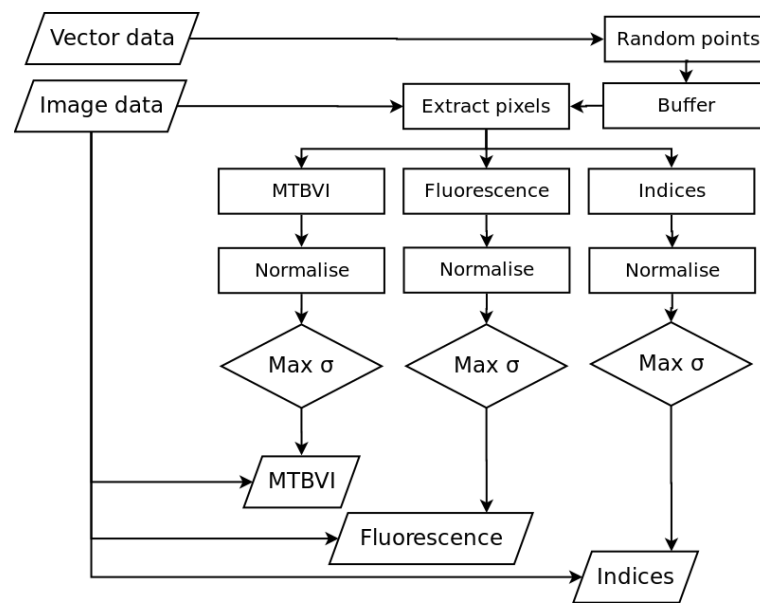 Vector data
Random points
Image data
Extract pixels
Buffer
MTBVI
Fluorescence
Indices
Normalise
Normalise
Normalise
Max σ
Max σ
Max σ
MTBVI
Fluorescence
Indices